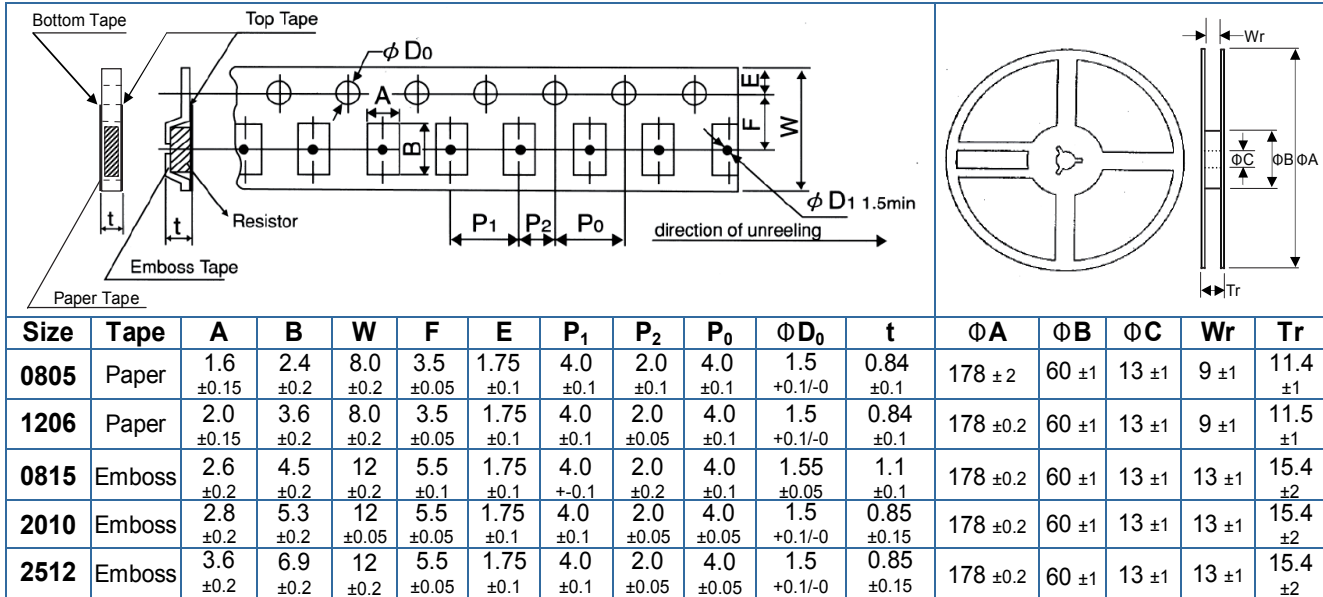 Bottom Tape
Top Tape
ϕ D0
A
B
E
F
W
t
t
Resistor
Emboss Tape
Paper Tape
P1
P2
P0
ϕ D1 1.5min
direction of unreeling
Wr
ΦC
ΦB
ΦA
Tr
Size Tape A B W F E P1 P2 P0 ΦD0 t ΦA ΦB ΦC Wr Tr
0805 Paper 1.6 ±0.15 2.4 ±0.2 8.0 ±0.2 3.5 ±0.05 1.75 ±0.1 4.0 ±0.1 2.0 ±0.1 4.0 ±0.1 1.5 +0.1/-0 0.84 ±0.1 178 ±2 60 ±1 13 ±1 9 ±1 11.4 ±1
1206 Paper 2.0 ±0.15 3.6 ±0.2 8.0 ±0.2 3.5 ±0.05 1.75 ±0.1 4.0 ±0.1 2.0 ±0.05 4.0 ±0.1 1.5 +0.1/-0 0.84 ±0.1 178 ±0.2 60 ±1 13 ±1 9 ±1 11.5 ±1
0815 Emboss 2.6 ±0.2 4.5 ±0.2 12 ±0.2 5.5 ±0.1 1.75 ±0.1 4.0 +-0.1 2.0 ±0.2 4.0 ±0.1 1.55 ±0.05 1.1 ±0.1 178 ±0.2 60 ±1 13 ±1 13 ±1 15.4 ±2
2010 Emboss 2.8 ±0.2 5.3 ±0.2 12 ±0.05 5.5 ±0.05 1.75 ±0.1 4.0 ±0.1 2.0 ±0.05 4.0 ±0.05 1.5 +0.1/-0 0.85 ±0.15 178 ±0.2 60 ±1 13 ±1 13 ±1 15.4 ±2
2512 Emboss 3.6 ±0.2 6.9 ±0.2 12 ±0.2 5.5 ±0.05 1.75 ±0.1 4.0 ±0.1 2.0 ±0.05 4.0 ±0.05 1.5 +0.1/-0 0.85 ±0.15 178 ±0.2 60 ±1 13 ±1 13 ±1 15.4 ±2